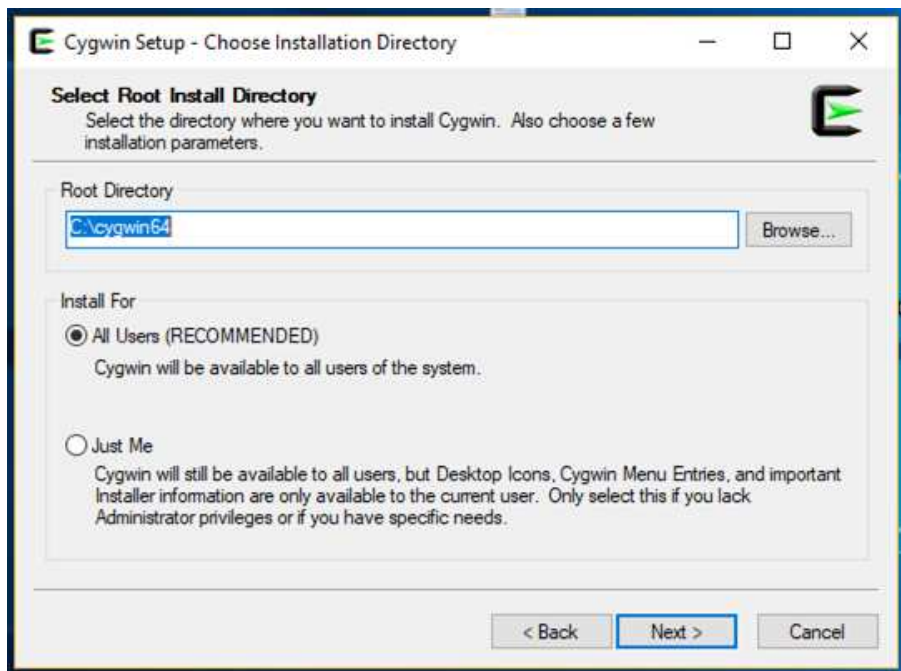 Cygwin Setup - Choose Installation Directory
Select Root Install Directory
Select the directory where you want to install Cygwin. Also choose a few
installation parameters.
Root Directory
C:\cygwin64
Browse...
Install For
All Users (RECOMMENDED)
Cygwin will be available to all users of the system.
Just Me
Cygwin will still be available to all users, but Desktop Icons, Cygwin Menu Entries, and important
Installer information are only available to the current user. Only select this if you lack
Administrator privileges or if you have specific needs.
< Back
Next >
Cancel